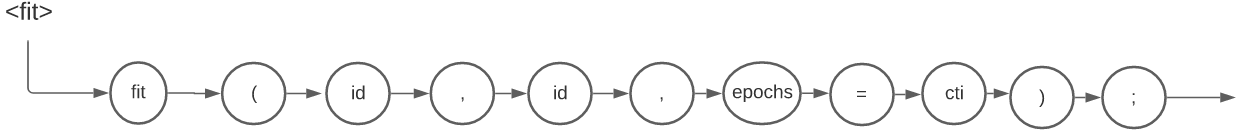 <fit>
fit ( id , id , epochs = cti ) ;